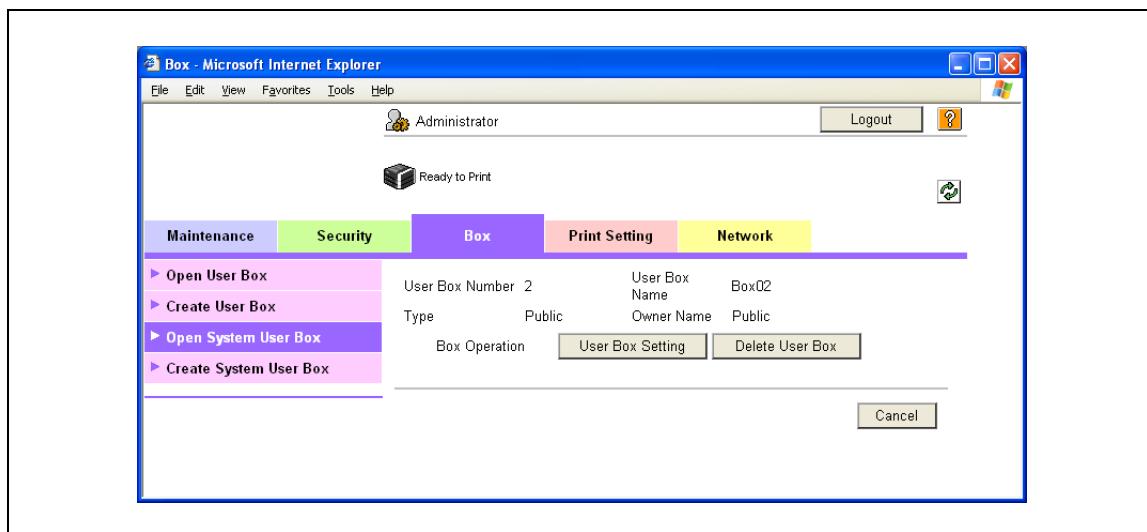 Box - Microsoft Internet Explorer
File Edit View Favorites Tools Help
Administrator
Logout
?
Ready to Print
Maintenance Security Box Print Setting Network
Open User Box
Create User Box
Open System User Box
Create System User Box
User Box Number 2 User Box Name Box02
Type Public Owner Name Public
Box Operation User Box Setting Delete User Box
Cancel